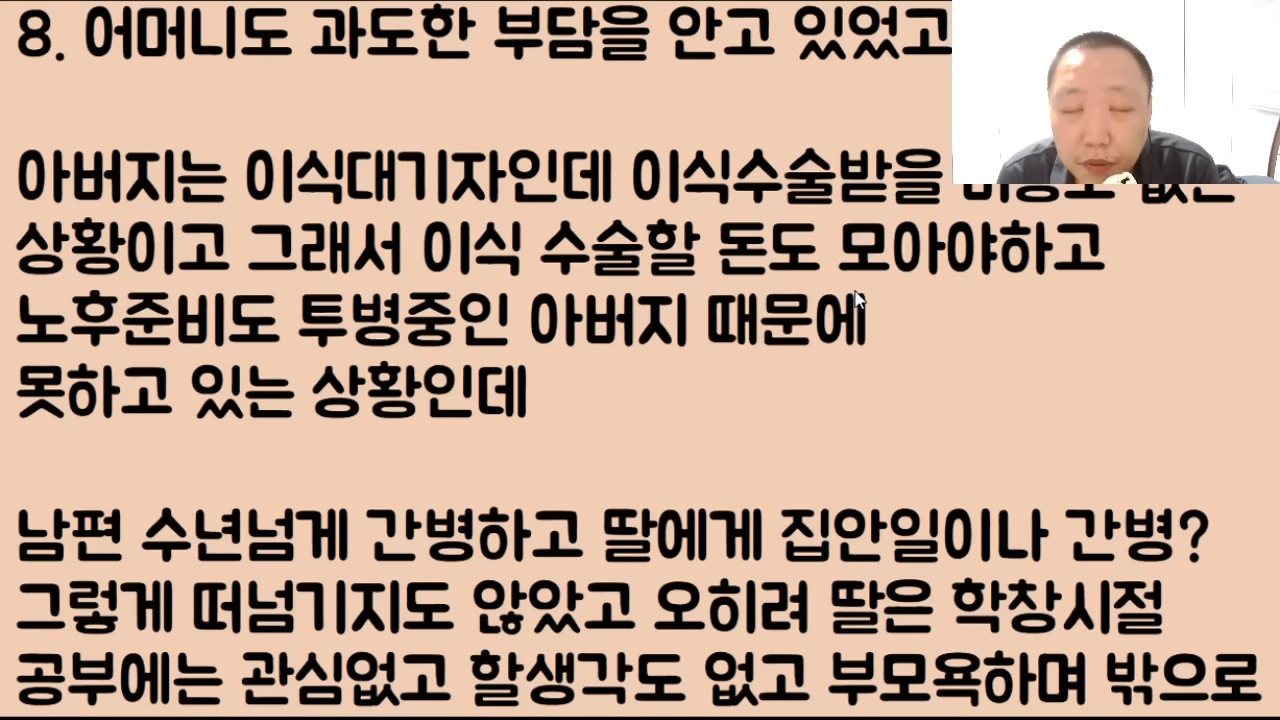 8. 어머니도 과도한 부담을 안고 있었고
아버지는 이식대기자인데 이식수술받을
상황이고 그래서 이식 수술할 돈도 모아야하고
노후준비도 투병중인 아버지 때문에
못하고 있는 상황인데
남편 수년넘게 간병하고 딸에게 집안일이나 간병?
그렇게 떠넘기지도 않았고 오히려 딸은 학창시절
공부에는 관심없고 할생각도 없고 부모욕하며 밖으로